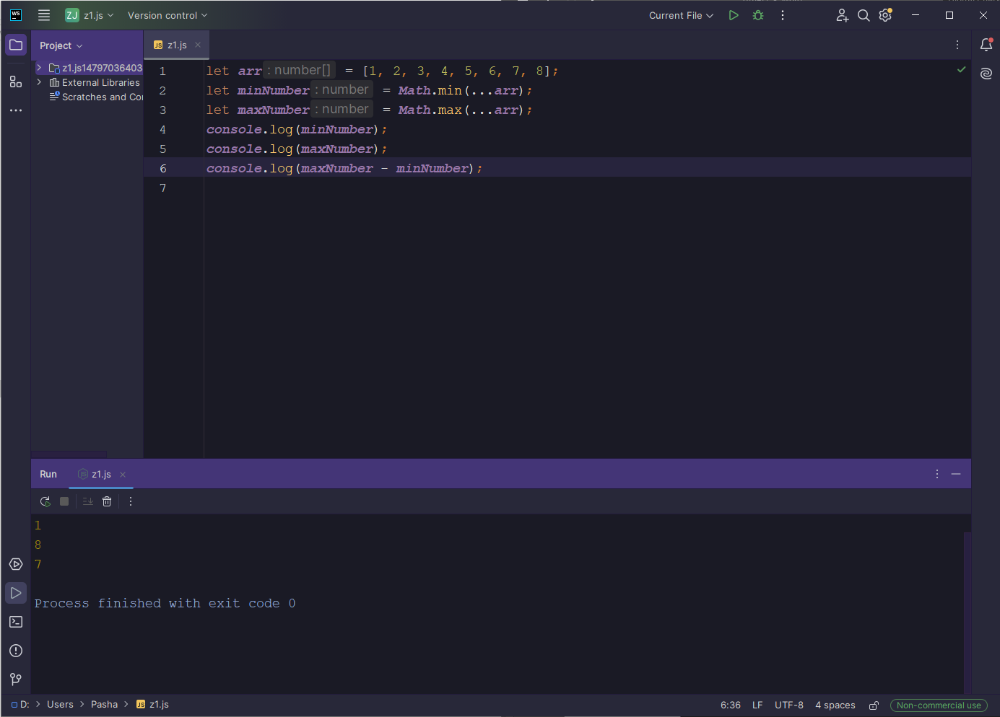 WS
ZJ z1.js Version control Current File
Project
JS z1.js
z1.js14797036403
External Libraries
Scratches and Co
1 let arr : number[] = [1, 2, 3, 4, 5, 6, 7, 8];
2 let minNumber : number = Math.min(...arr);
3 let maxNumber : number = Math.max(...arr);
4 console.log(minNumber);
5 console.log(maxNumber);
6 console.log(maxNumber - minNumber);
7
Run JS z1.js
1
8
7
Process finished with exit code 0
D: > Users > Pasha > JS z1.js
6:36 LF UTF-8 4 spaces Non-commercial use